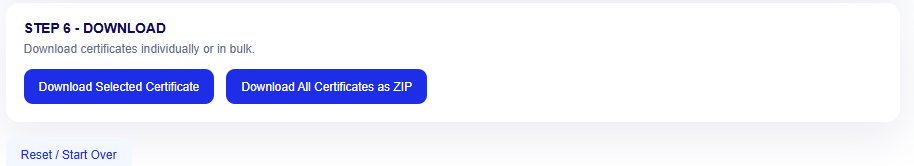 STEP 6 - DOWNLOAD
Download certificates individually or in bulk.
Download Selected Certificate
Download All Certificates as ZIP
Reset / Start Over